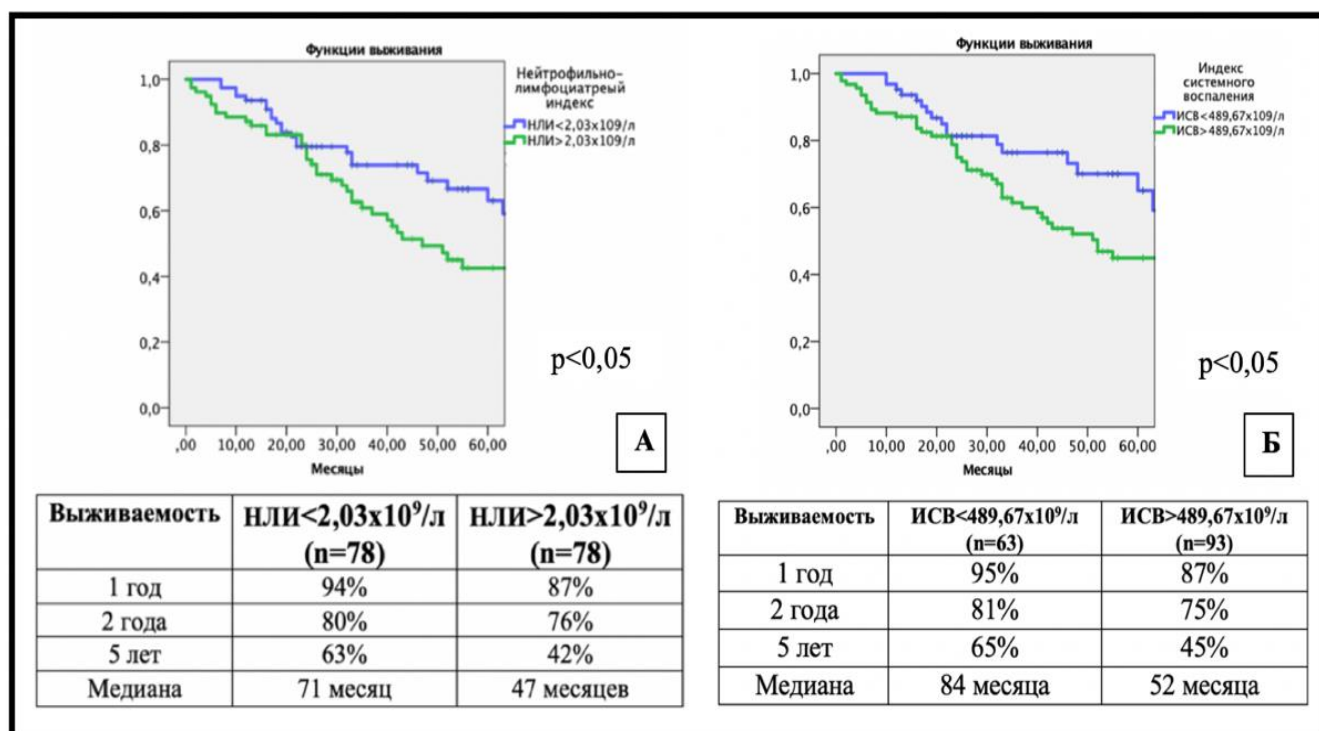 Функции выживания
Нейтрофильно-
лимфоциатреый
индекс
НЛИ<2,03x109/л
НЛИ>2,03x109/л
1,0
0,8
0,6
0,4
0,2
0,0
,00 10,00 20,00 30,00 40,00 50,00 60,00
Месяцы
p<0,05
А
Выживаемость НЛИ<2,03x10⁹/л (n=78) НЛИ>2,03x10⁹/л (n=78)
1 год 94% 87%
2 года 80% 76%
5 лет 63% 42%
Медиана 71 месяц 47 месяцев
Функции выживания
Индекс
системного
воспаления
ИСВ<489,67x109/л
ИСВ>489,67x109/л
1,0
0,8
0,6
0,4
0,2
0,0
,00 10,00 20,00 30,00 40,00 50,00 60,00
Месяцы
p<0,05
Б
Выживаемость ИСВ<489,67x10⁹/л (n=63) ИСВ>489,67x10⁹/л (n=93)
1 год 95% 87%
2 года 81% 75%
5 лет 65% 45%
Медиана 84 месяца 52 месяца